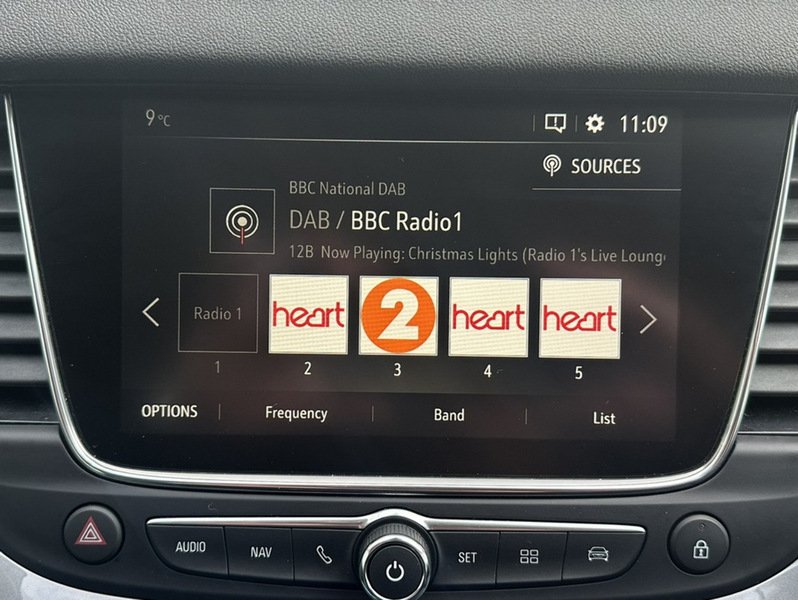 9°C
11:09
SOURCES
BBC National DAB
DAB / BBC Radio1
12B Now Playing: Christmas Lights (Radio 1's Live Loung
Radio 1 heart 2 heart heart
1 2 3 4 5
OPTIONS Frequency Band List
AUDIO NAV SET